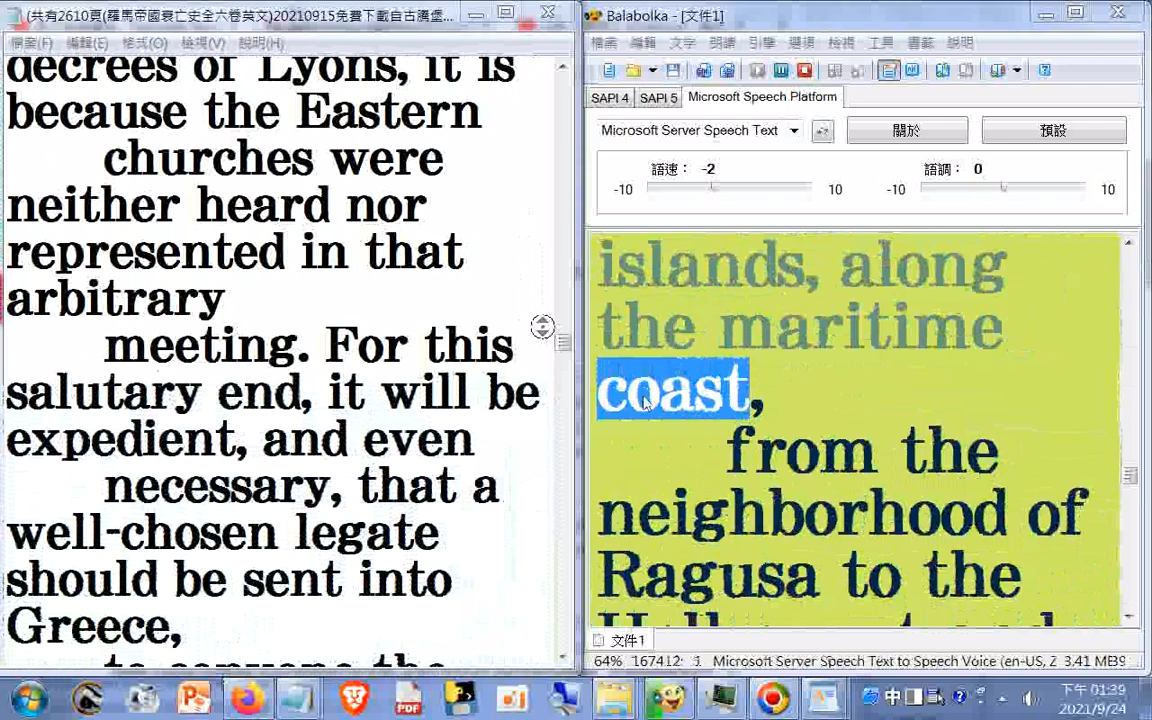 (共有2610頁(羅馬帝國衰亡史全六卷英文)20210915免費下載自古騰堡...
檔案(F) 編輯(E) 格式(O) 檢視(V) 說明(H)
decrees of Lyons, it is
because the Eastern
churches were
neither heard nor
represented in that
arbitrary
meeting. For this
salutary end, it will be
expedient, and even
necessary, that a
well-chosen legate
should be sent into
Greece,
to convene the
Balabolka - [文件1]
檔案 編輯 文字 朗讀 引擎 選項 檢視 工具 書籤 說明
SAPI 4 SAPI 5 Microsoft Speech Platform
Microsoft Server Speech Text
關於 預設
語速: -2 語調: 0
-10 10 -10 10
islands, along
the maritime
coast,
from the
neighborhood of
Ragusa to the
文件1
64% 167412: 1 Microsoft Server Speech Text to Speech Voice (en-US, Z 3.41 MB39
中
下午 01:39
2021/9/24